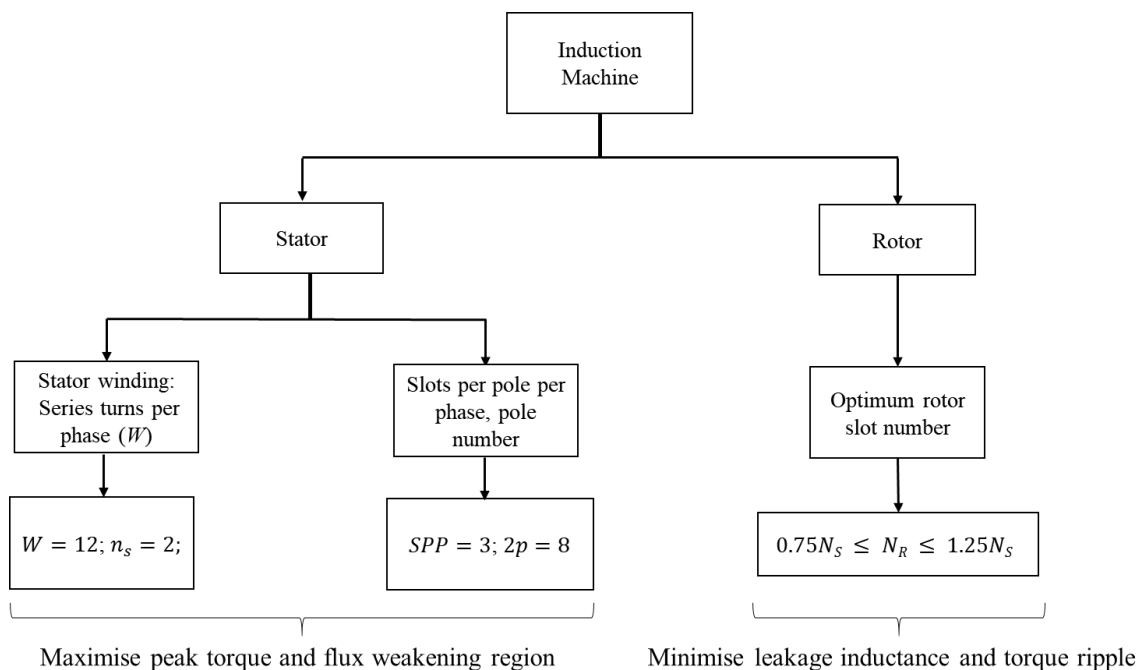 Induction
Machine
Stator
Rotor
Stator winding:
Series turns per
phase (W)
Slots per pole per
phase, pole
number
Optimum rotor
slot number
W = 12; nₛ = 2;
SPP = 3; 2p = 8
0.75N_S ≤ N_R ≤ 1.25N_S
Maximise peak torque and flux weakening region
Minimise leakage inductance and torque ripple